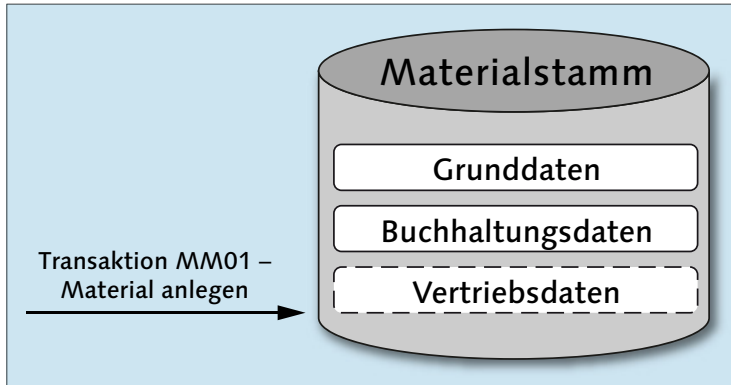 Materialstamm
Grunddaten
Buchhaltungsdaten
Transaktion MM01 –
Material anlegen
Vertriebsdaten